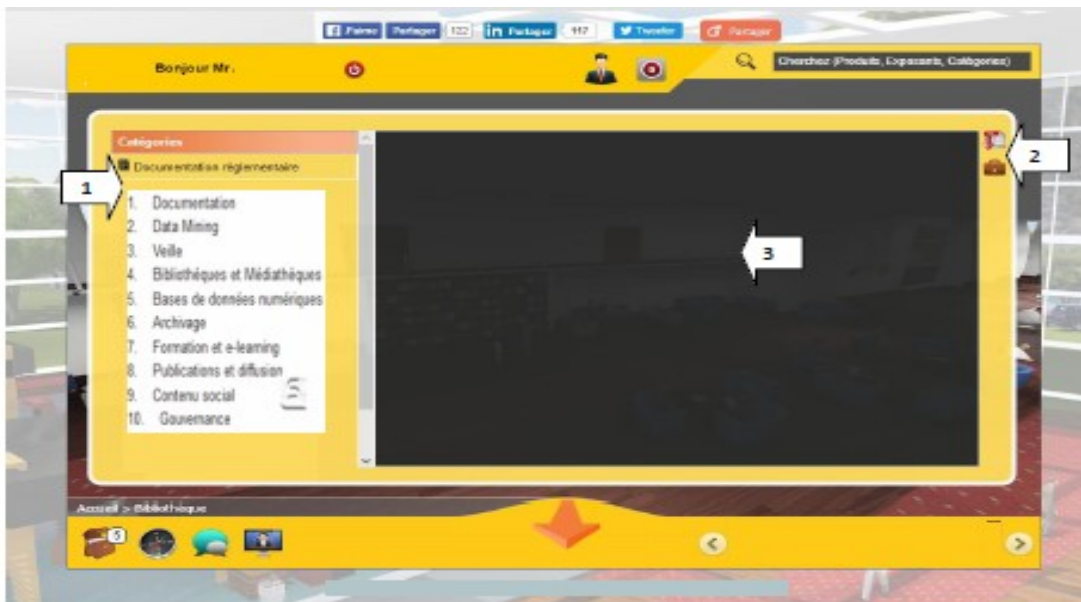 J'aime Partager 122 in Partager 117 Tweeter Partager
Bonjour Mr.
Cherchez (Produits, Exposants, Catégories)
Catégories
Documentation réglementaire
1
2
3
1. Documentation
2. Data Mining
3. Veille
4. Bibliothèques et Médiathèques
5. Bases de données numériques
6. Archivage
7. Formation et e-learning
8. Publications et diffusion
9. Contenu social
10. Gouvernance
Accueil > Bibliothèque
5